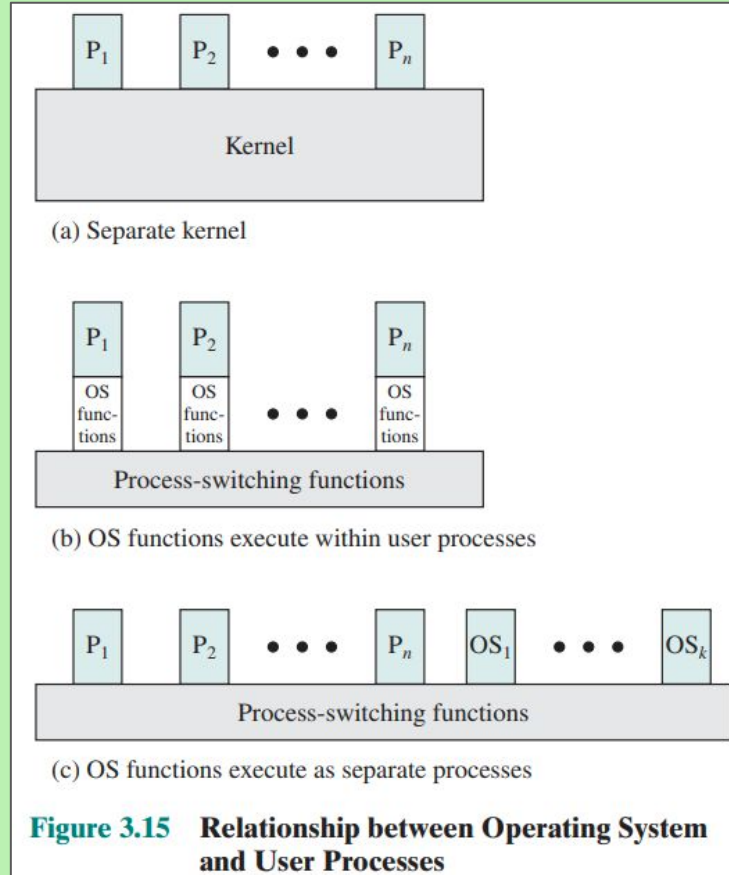 P1 P2 • • • Pn
Kernel
(a) Separate kernel
P1 P2 Pn
OS OS OS
func- func- • • • func-
tions tions tions
Process-switching functions
(b) OS functions execute within user processes
P1 P2 • • • Pn OS1 • • • OSk
Process-switching functions
(c) OS functions execute as separate processes
Figure 3.15 Relationship between Operating System
and User Processes